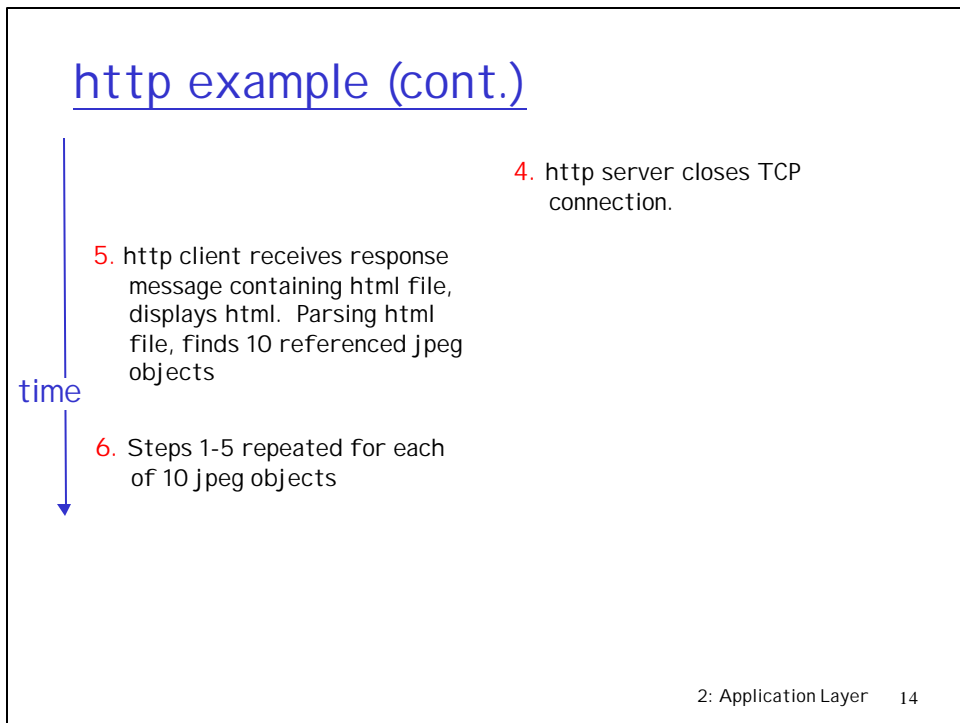 http example (cont.)
4. http server closes TCP
connection.
5. http client receives response
message containing html file,
displays html. Parsing html
file, finds 10 referenced jpeg
objects
time
6. Steps 1-5 repeated for each
of 10 jpeg objects
2: Application Layer 14